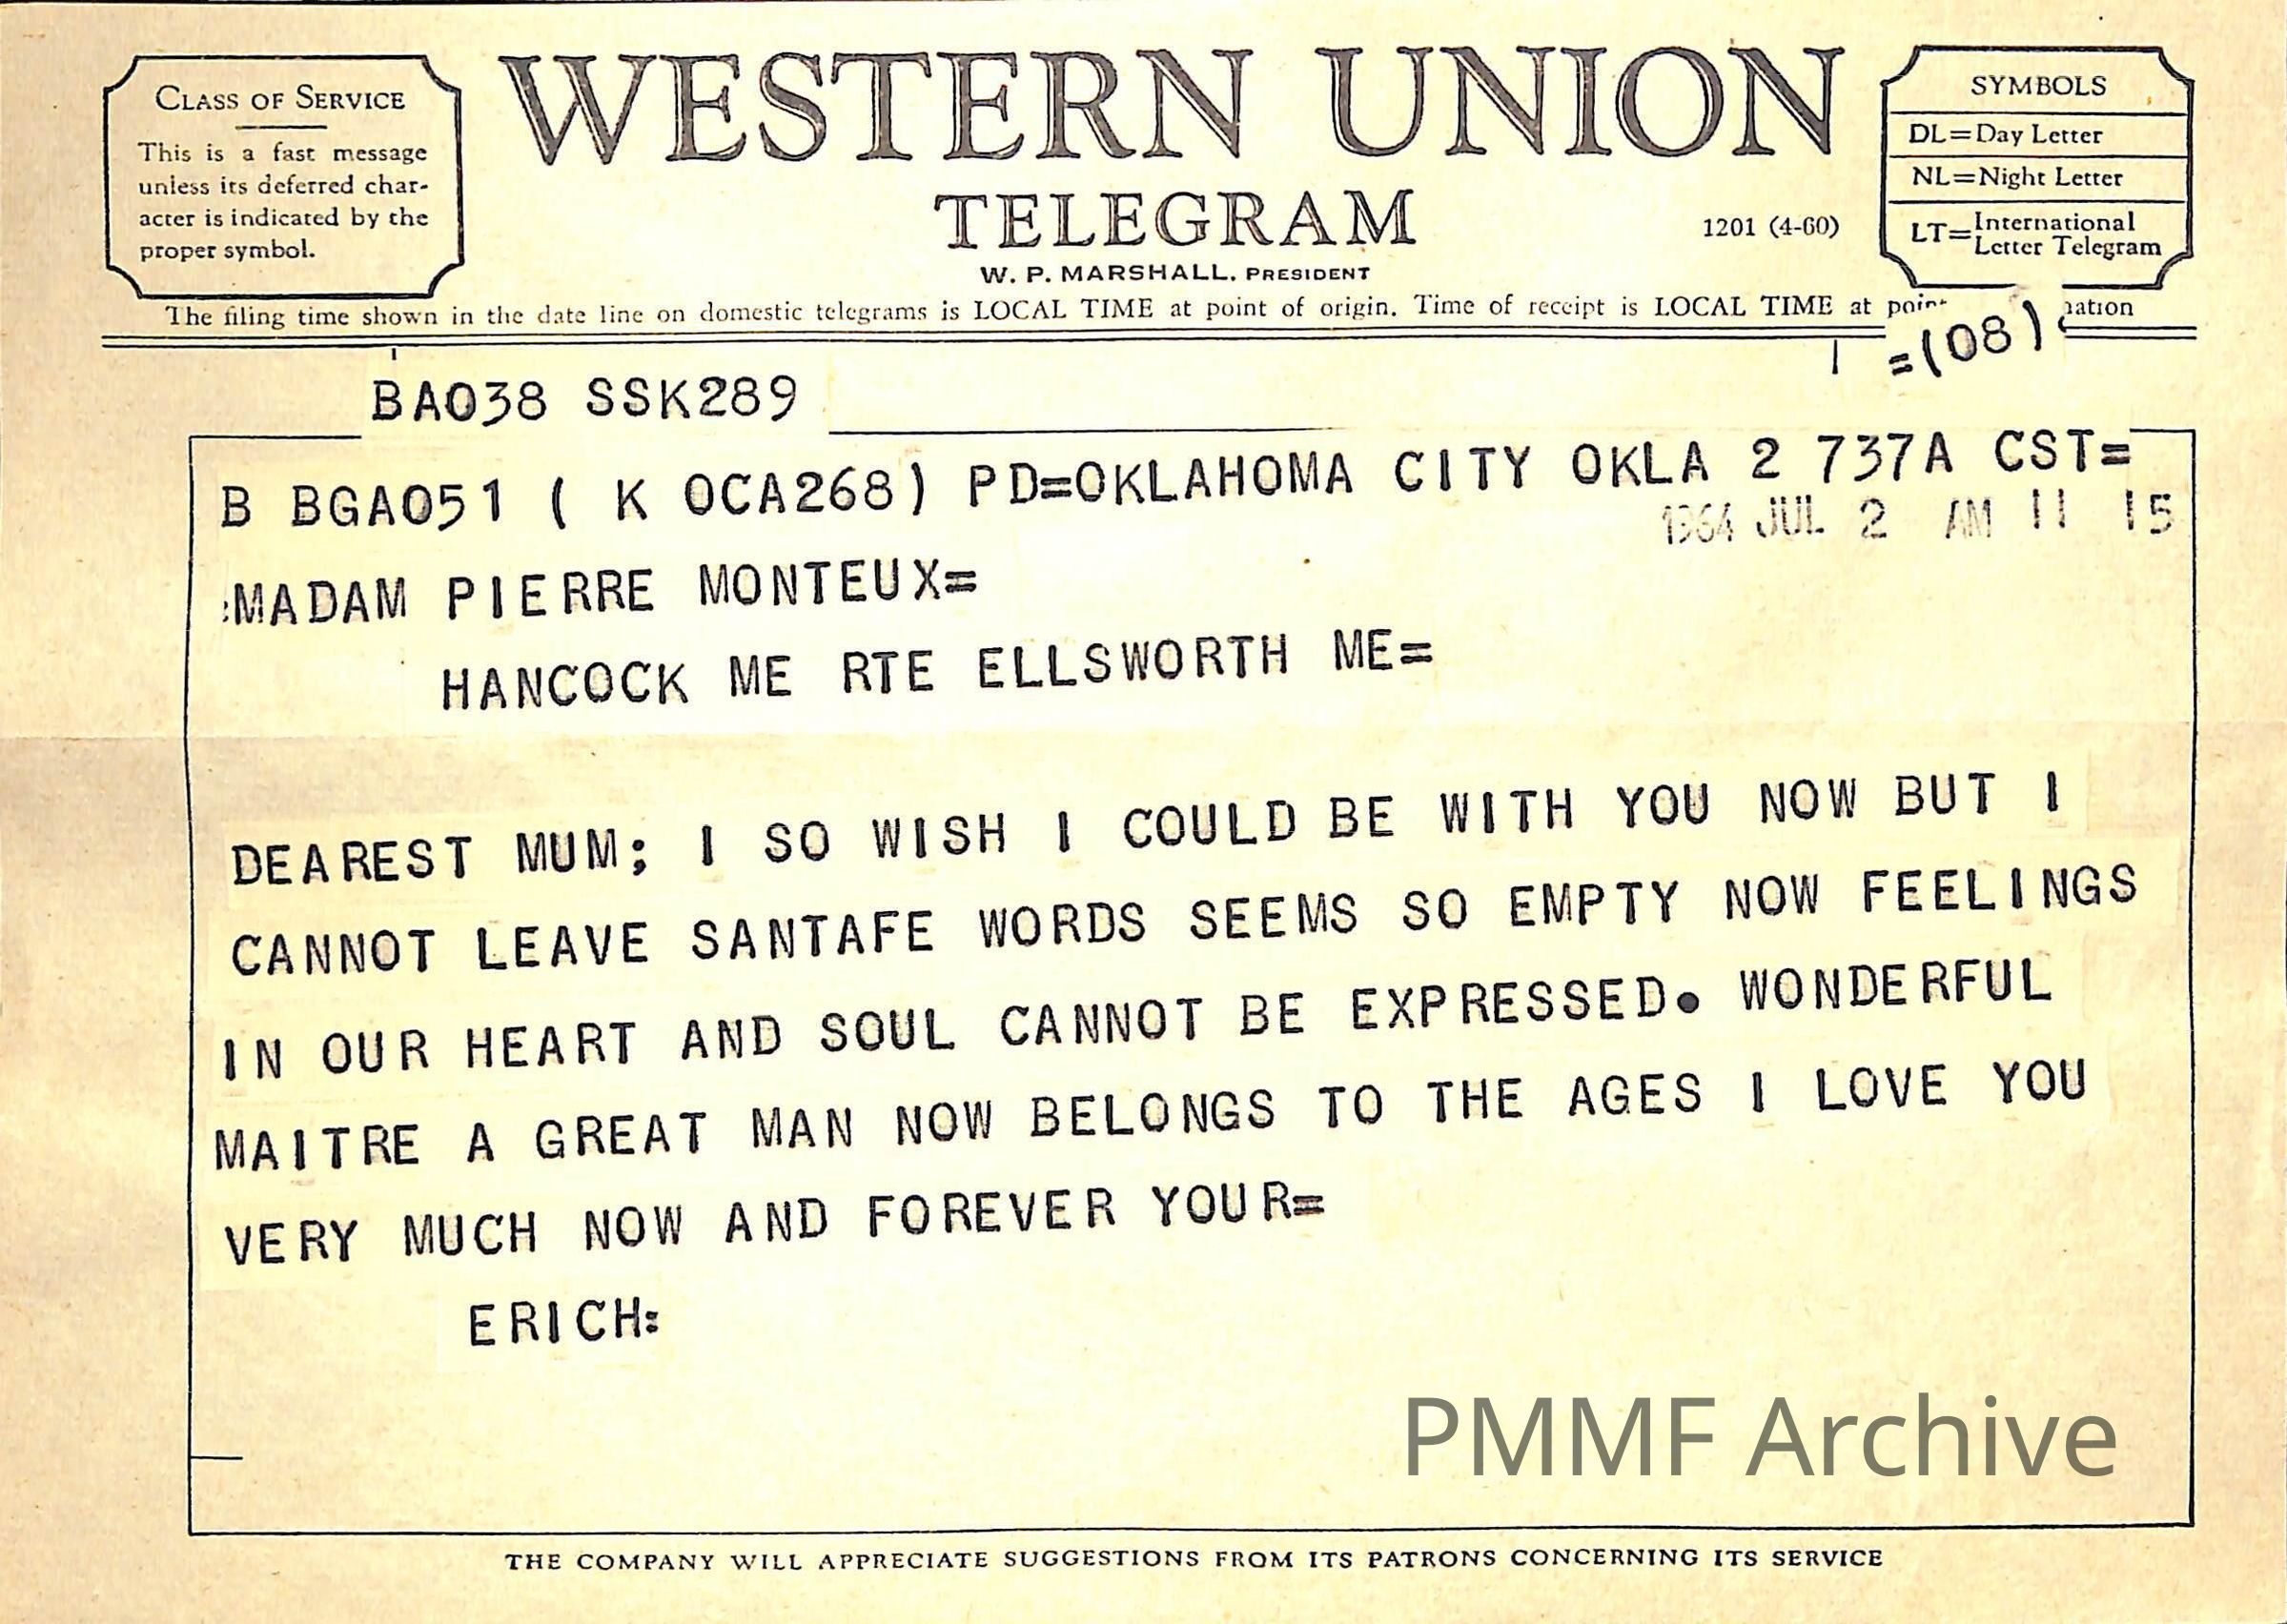 CLASS OF SERVICE
This is a fast message
unless its deferred char-
acter is indicated by the
proper symbol.
WESTERN UNION
TELEGRAM
W. P. MARSHALL, PRESIDENT
1201 (4-60)
SYMBOLS
DL=Day Letter
NL=Night Letter
LT=International Letter Telegram
The filing time shown in the date line on domestic telegrams is LOCAL TIME at point of origin. Time of receipt is LOCAL TIME at
=(08)
BA038 SSK289
B BGA051 ( K OCA268) PD=OKLAHOMA CITY OKLA 2 737A CST=
1964 JUL 2 AM 11 15
:MADAM PIERRE MONTEUX=
HANCOCK ME RTE ELLSWORTH ME=
DEAREST MUM; I SO WISH I COULD BE WITH YOU NOW BUT I
CANNOT LEAVE SANTAFE WORDS SEEMS SO EMPTY NOW FEELINGS
IN OUR HEART AND SOUL CANNOT BE EXPRESSED. WONDERFUL
MAITRE A GREAT MAN NOW BELONGS TO THE AGES I LOVE YOU
VERY MUCH NOW AND FOREVER YOUR=
ERICH=
PMMF Archive
THE COMPANY WILL APPRECIATE SUGGESTIONS FROM ITS PATRONS CONCERNING ITS SERVICE